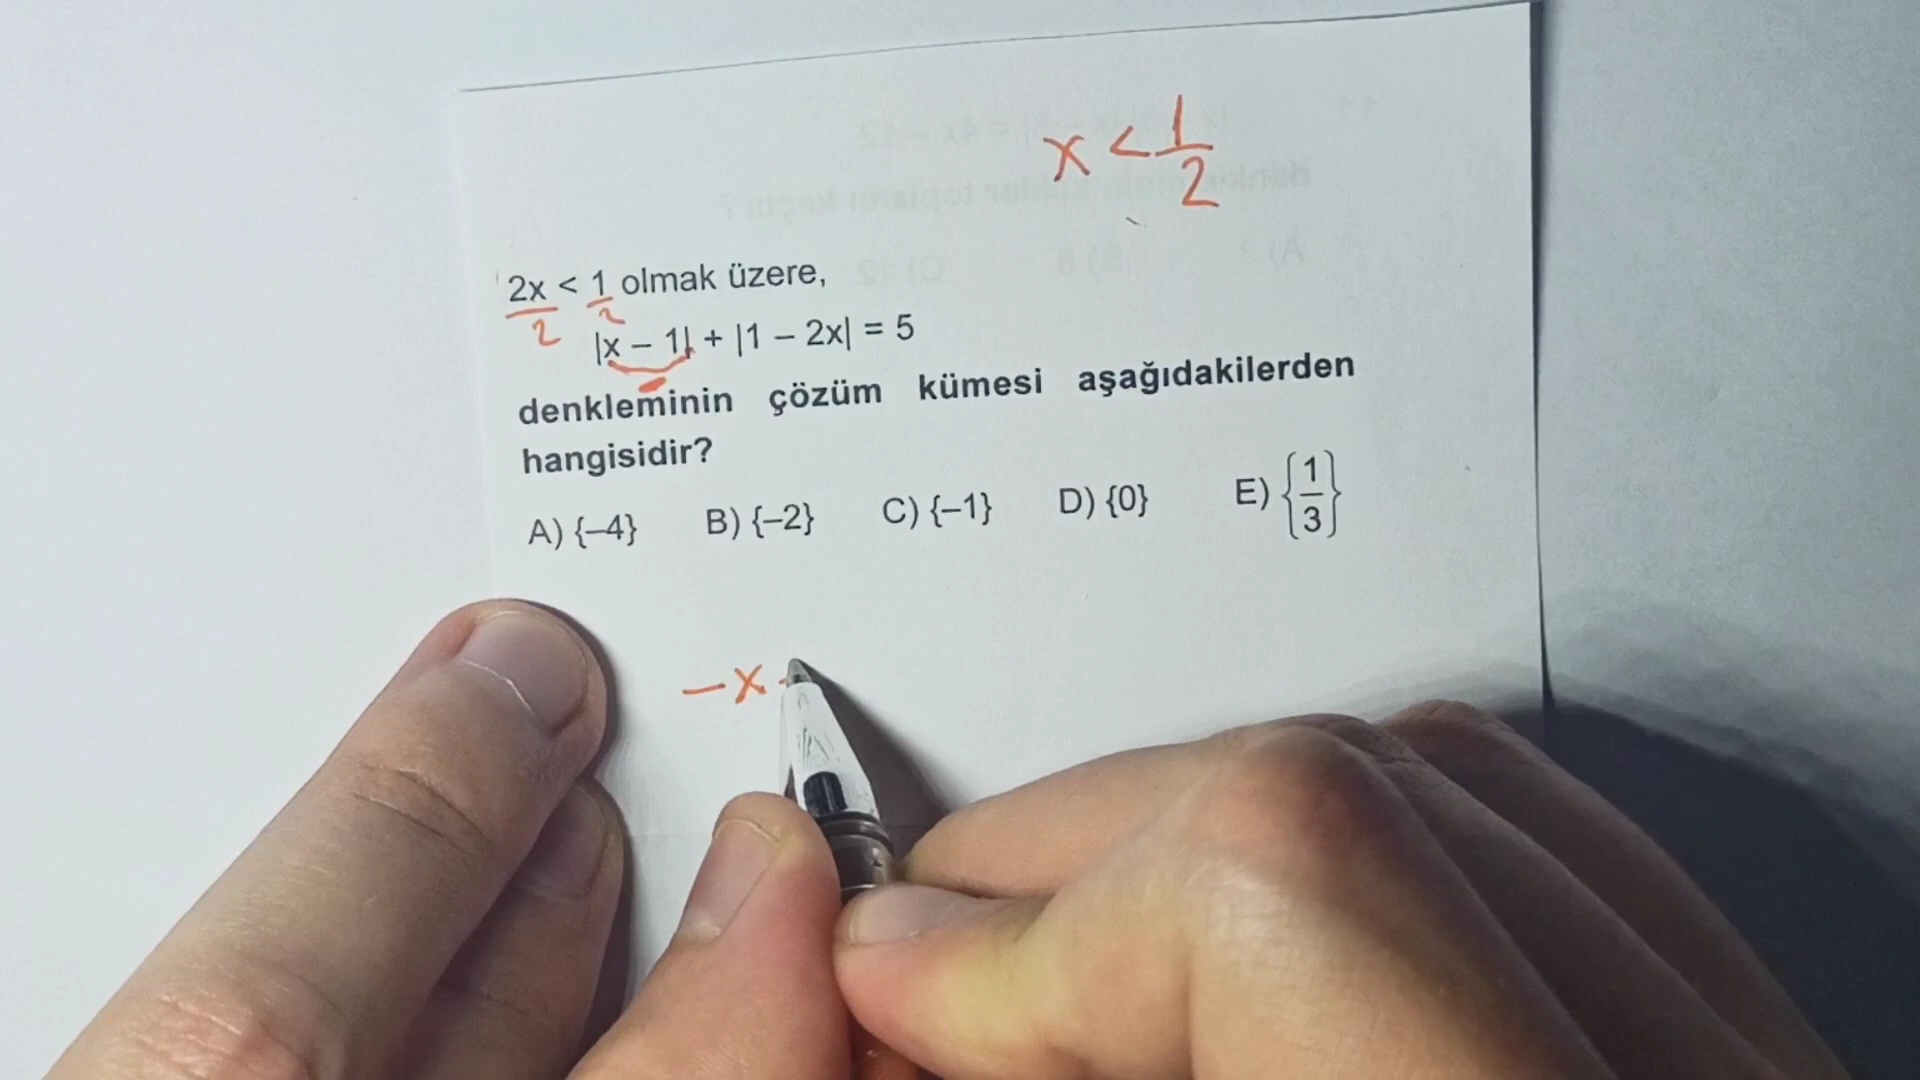 x < 1/2
2x < 1 olmak üzere,
2 2
|x – 1| + |1 – 2x| = 5
denkleminin çözüm kümesi aşağıdakilerden
hangisidir?
A) {–4} B) {–2} C) {–1} D) {0} E) {1/3}
–x